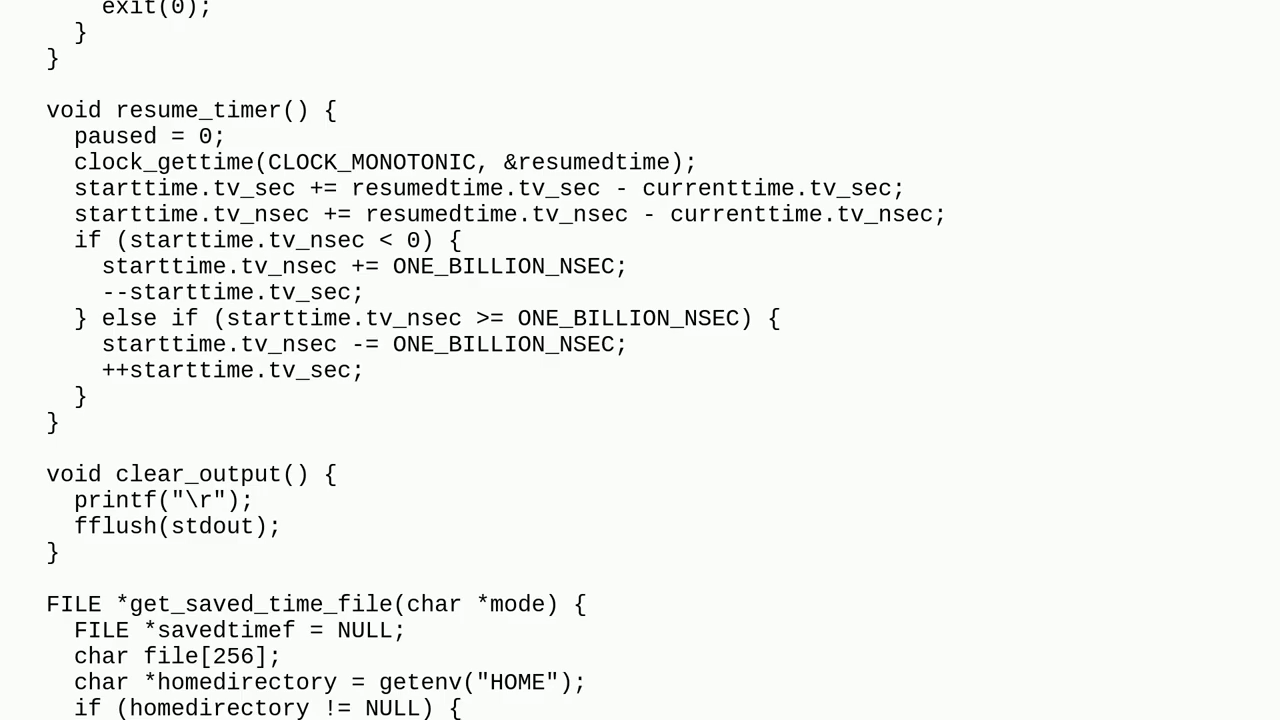 exit(0);
  }
}

void resume_timer() {
  paused = 0;
  clock_gettime(CLOCK_MONOTONIC, &resumedtime);
  starttime.tv_sec += resumedtime.tv_sec - currenttime.tv_sec;
  starttime.tv_nsec += resumedtime.tv_nsec - currenttime.tv_nsec;
  if (starttime.tv_nsec < 0) {
    starttime.tv_nsec += ONE_BILLION_NSEC;
    --starttime.tv_sec;
  } else if (starttime.tv_nsec >= ONE_BILLION_NSEC) {
    starttime.tv_nsec -= ONE_BILLION_NSEC;
    ++starttime.tv_sec;
  }
}

void clear_output() {
  printf("\r");
  fflush(stdout);
}

FILE *get_saved_time_file(char *mode) {
  FILE *savedtimef = NULL;
  char file[256];
  char *homedirectory = getenv("HOME");
  if (homedirectory != NULL) {